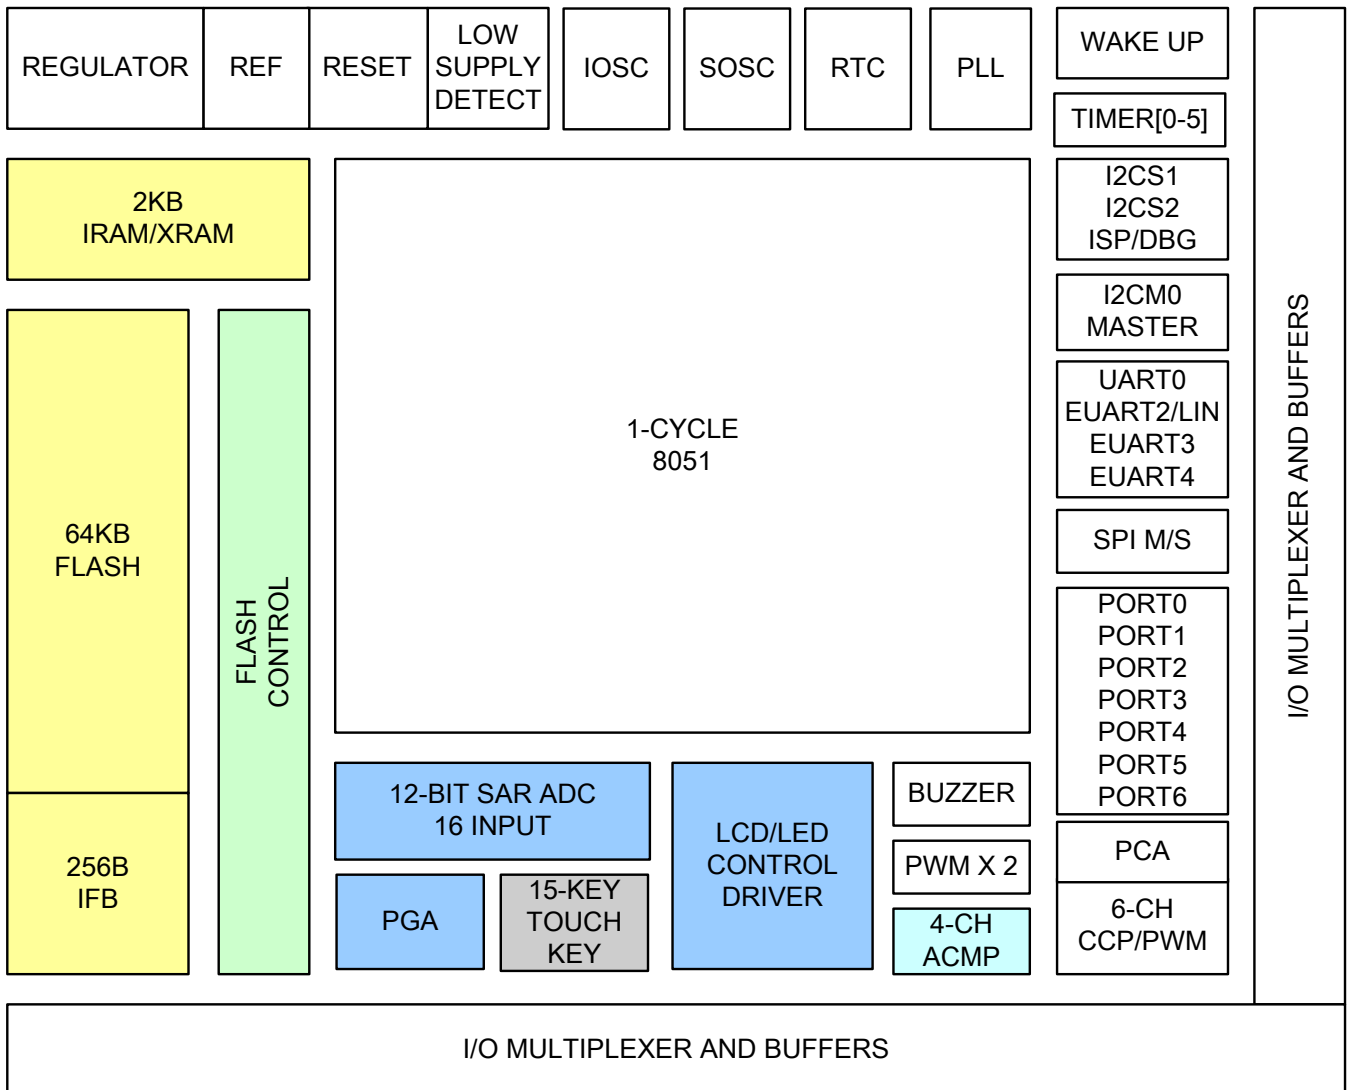 REGULATOR
REF
RESET
LOW
SUPPLY
DETECT
IOSC
SOSC
RTC
PLL
WAKE UP
TIMER[0-5]
2KB
IRAM/XRAM
I2CS1
I2CS2
ISP/DBG
I2CM0
MASTER
UART0
EUART2/LIN
EUART3
EUART4
1-CYCLE
8051
64KB
FLASH
FLASH
CONTROL
SPI M/S
PORT0
PORT1
PORT2
PORT3
PORT4
PORT5
PORT6
I/O MULTIPLEXER AND BUFFERS
12-BIT SAR ADC
16 INPUT
LCD/LED
CONTROL
DRIVER
BUZZER
PWM X 2
PCA
256B
IFB
PGA
15-KEY
TOUCH
KEY
4-CH
ACMP
6-CH
CCP/PWM
I/O MULTIPLEXER AND BUFFERS